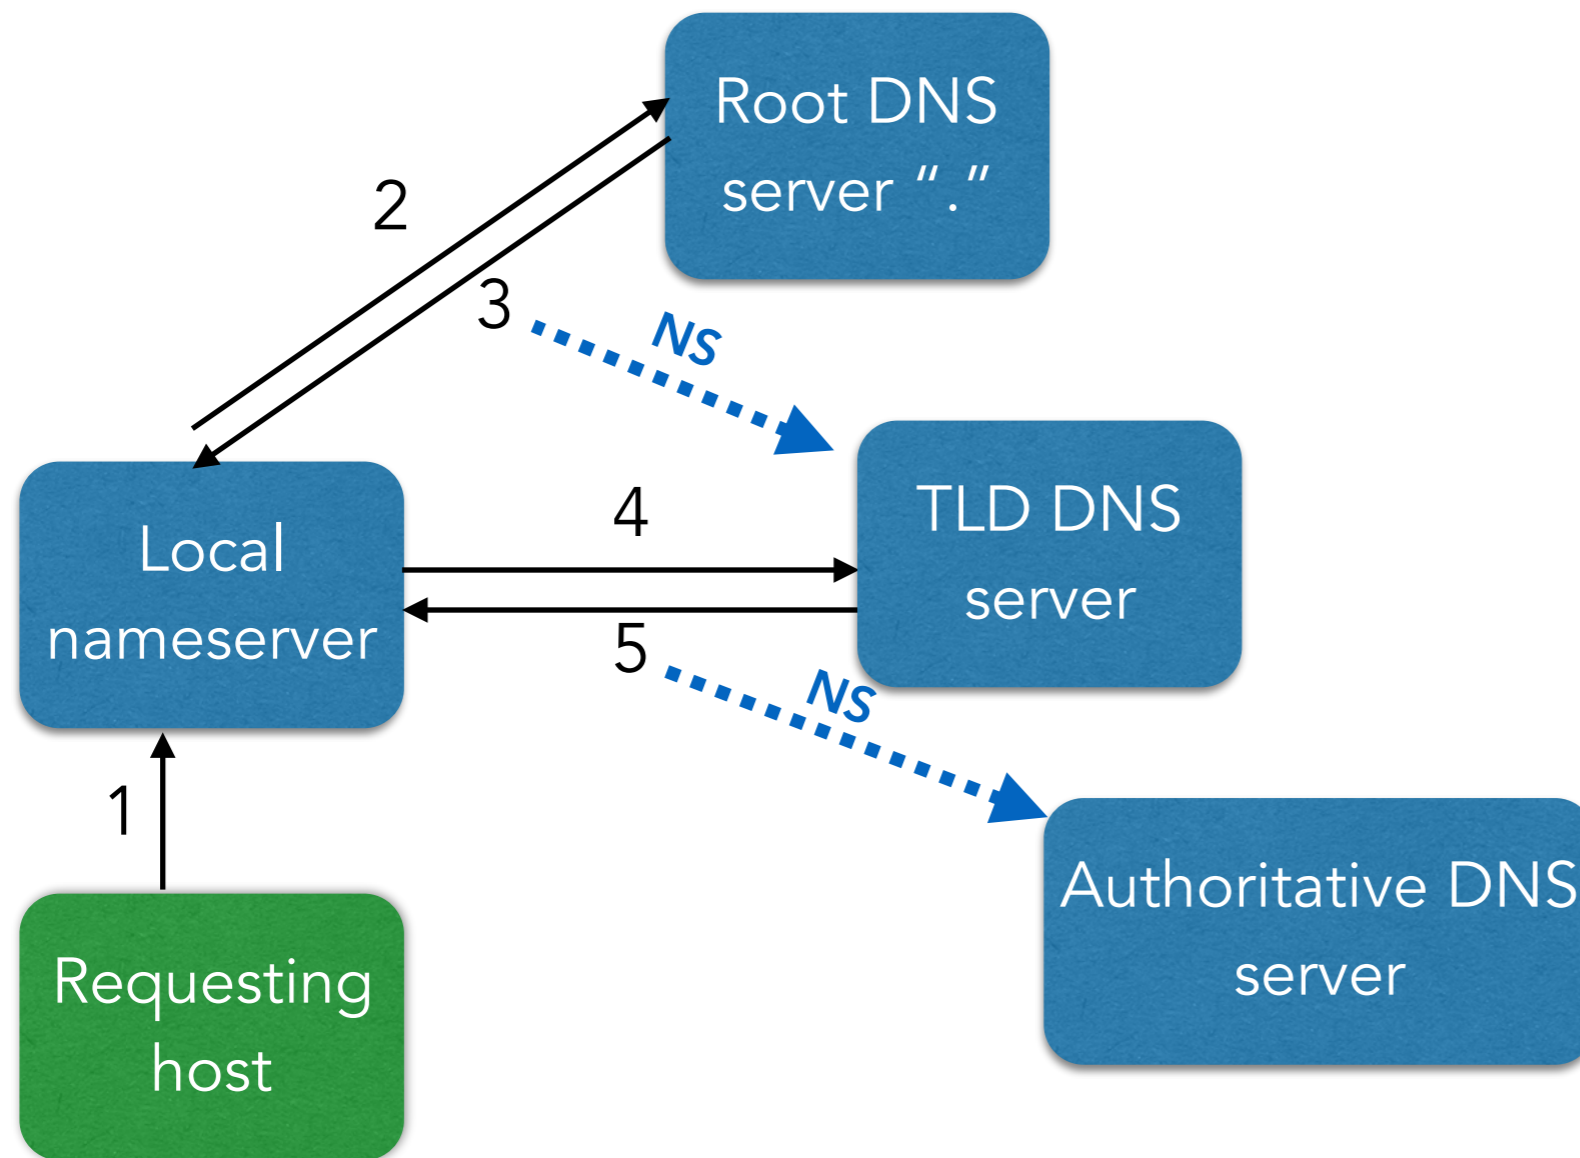 Root DNS
server “.”
2
3
NS
Local
nameserver
4
TLD DNS
server
5
NS
1
Authoritative DNS
server
Requesting
host